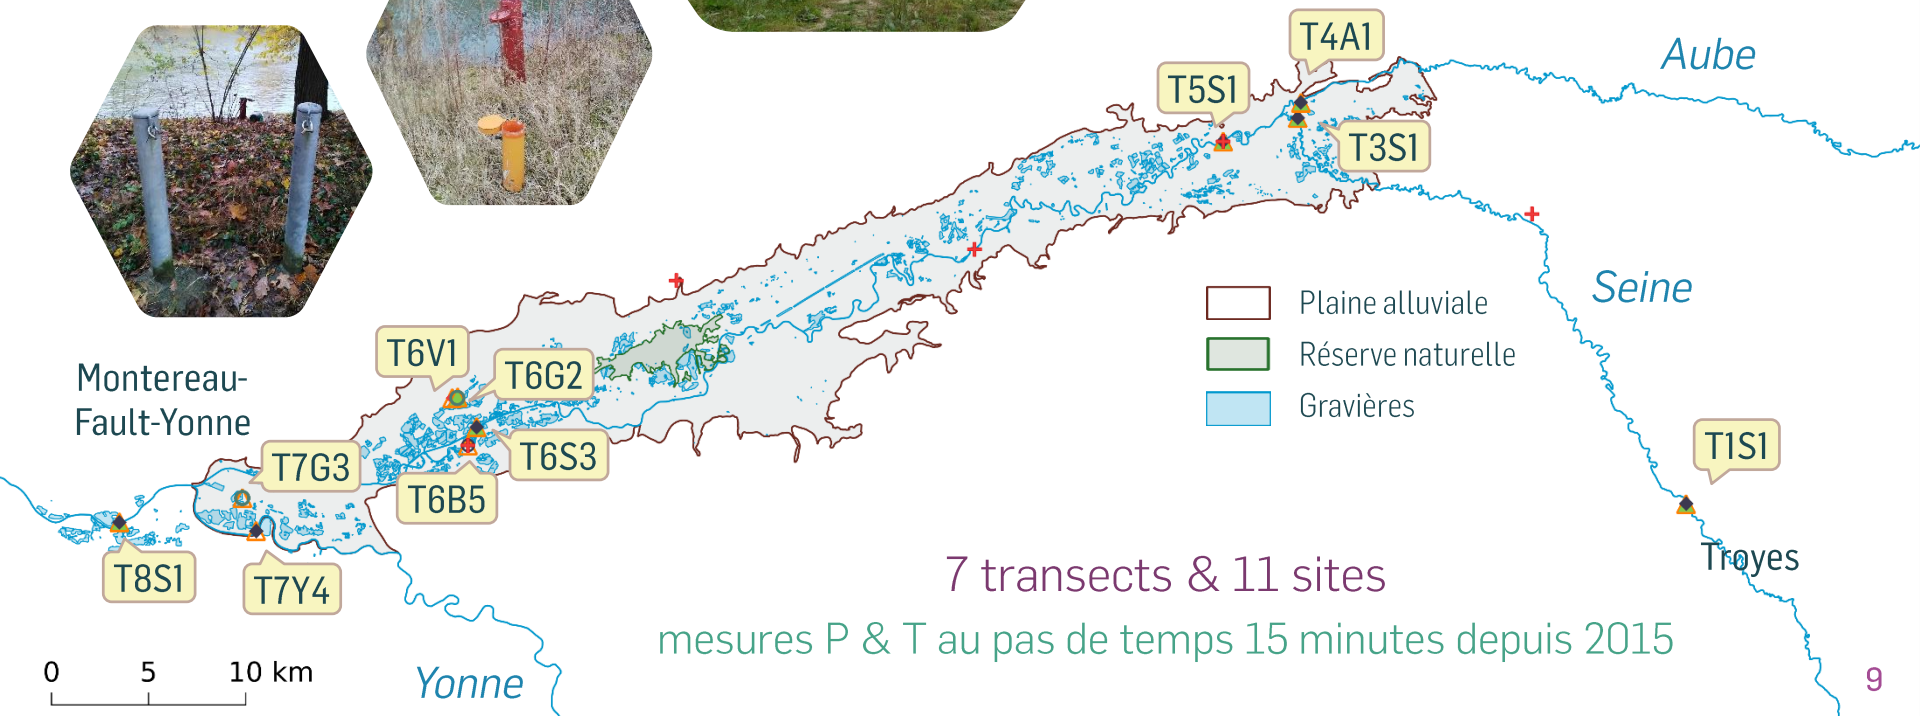 T4A1
Aube
T5S1
T3S1
Seine
Plaine alluviale
Réserve naturelle
Gravières
T6V1
T6G2
Montereau-
Fault-Yonne
T7G3
T6S3
T6B5
T1S1
T8S1
T7Y4
Troyes
7 transects & 11 sites
mesures P & T au pas de temps 15 minutes depuis 2015
0 5 10 km
Yonne
9